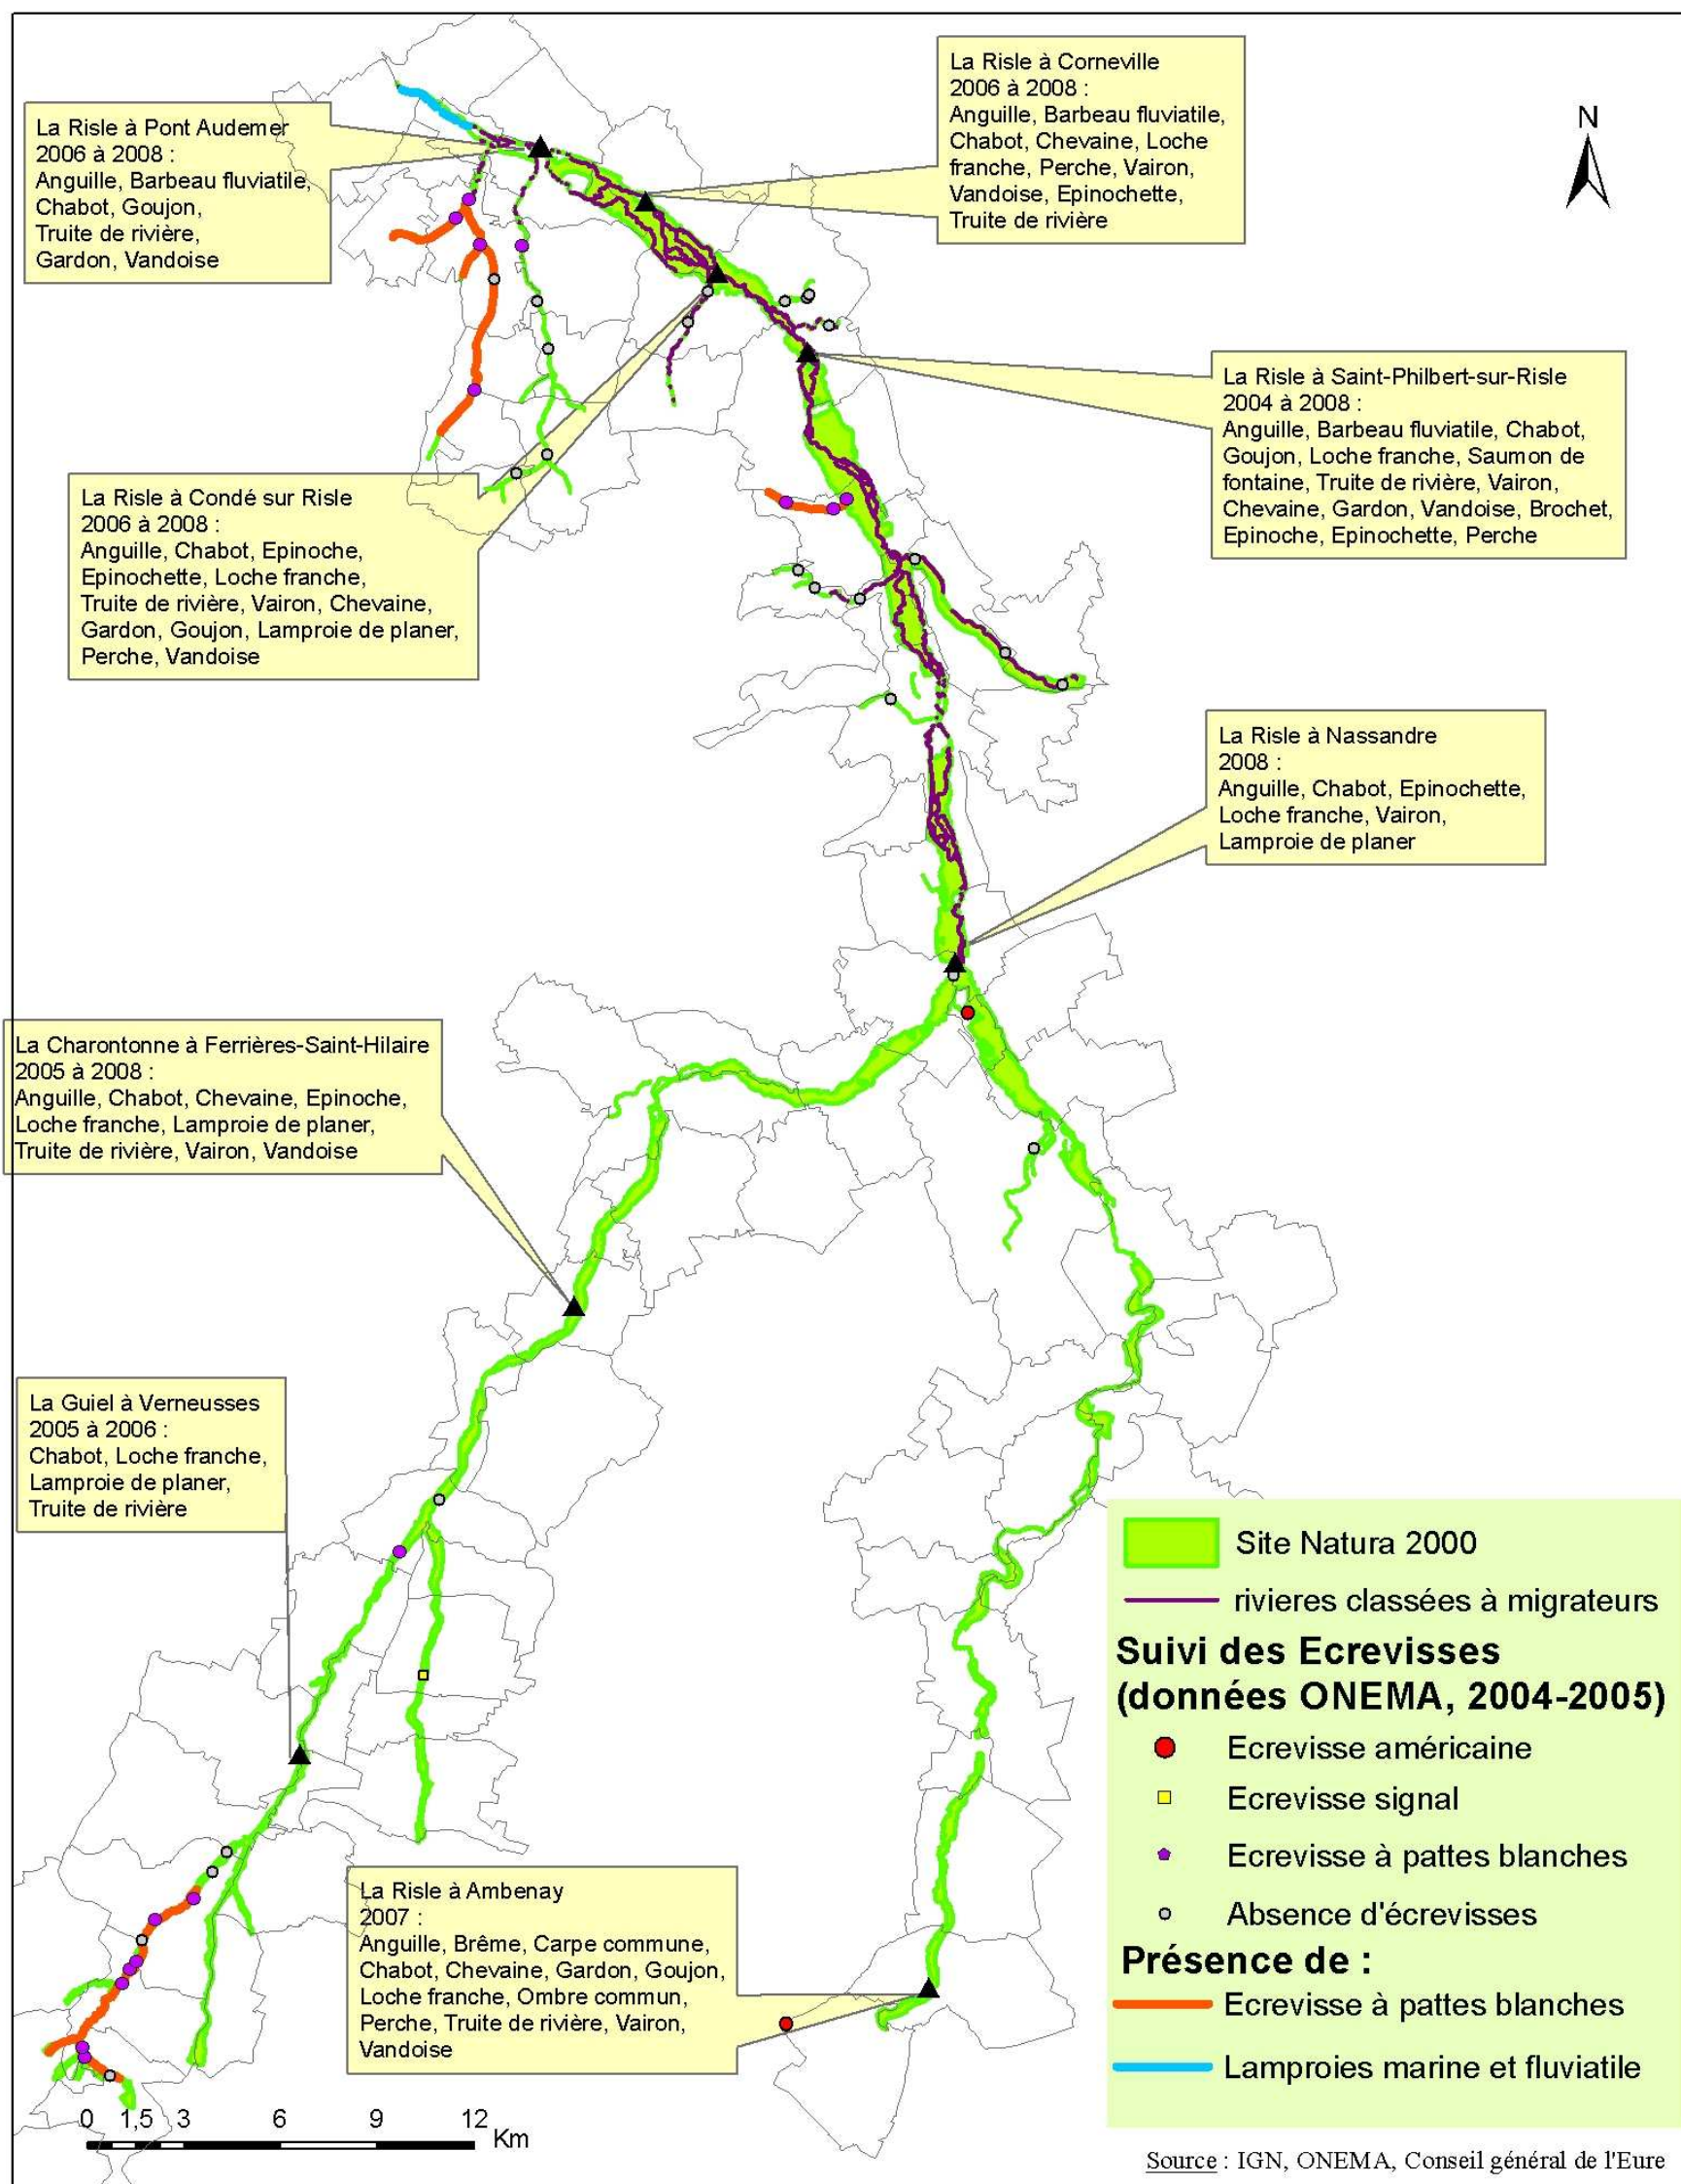 La Risle à Corneville
2006 à 2008 :
Anguille, Barbeau fluviatile,
Chabot, Chevaine, Loche
franche, Perche, Vairon,
Vandoise, Epinochette,
Truite de rivière
N
La Risle à Pont Audemer
2006 à 2008 :
Anguille, Barbeau fluviatile,
Chabot, Goujon,
Truite de rivière,
Gardon, Vandoise
La Risle à Saint-Philbert-sur-Risle
2004 à 2008 :
Anguille, Barbeau fluviatile, Chabot,
Goujon, Loche franche, Saumon de
fontaine, Truite de rivière, Vairon,
Chevaine, Gardon, Vandoise, Brochet,
Epinoche, Epinochette, Perche
La Risle à Condé sur Risle
2006 à 2008 :
Anguille, Chabot, Epinoche,
Epinochette, Loche franche,
Truite de rivière, Vairon, Chevaine,
Gardon, Goujon, Lamproie de planer,
Perche, Vandoise
La Risle à Nassandre
2008 :
Anguille, Chabot, Epinochette,
Loche franche, Vairon,
Lamproie de planer
La Charontonne à Ferrières-Saint-Hilaire
2005 à 2008 :
Anguille, Chabot, Chevaine, Epinoche,
Loche franche, Lamproie de planer,
Truite de rivière, Vairon, Vandoise
La Guiel à Verneusses
2005 à 2006 :
Chabot, Loche franche,
Lamproie de planer,
Truite de rivière
La Risle à Ambenay
2007 :
Anguille, Brême, Carpe commune,
Chabot, Chevaine, Gardon, Goujon,
Loche franche, Ombre commun,
Perche, Truite de rivière, Vairon,
Vandoise
Site Natura 2000
rivieres classées à migrateurs
Suivi des Ecrevisses
(données ONEMA, 2004-2005)
Ecrevisse américaine
Ecrevisse signal
Ecrevisse à pattes blanches
Absence d'écrevisses
Présence de :
Ecrevisse à pattes blanches
Lamproies marine et fluviatile
0 1,5 3 6 9 12
Km
Source : IGN, ONEMA, Conseil général de l'Eure